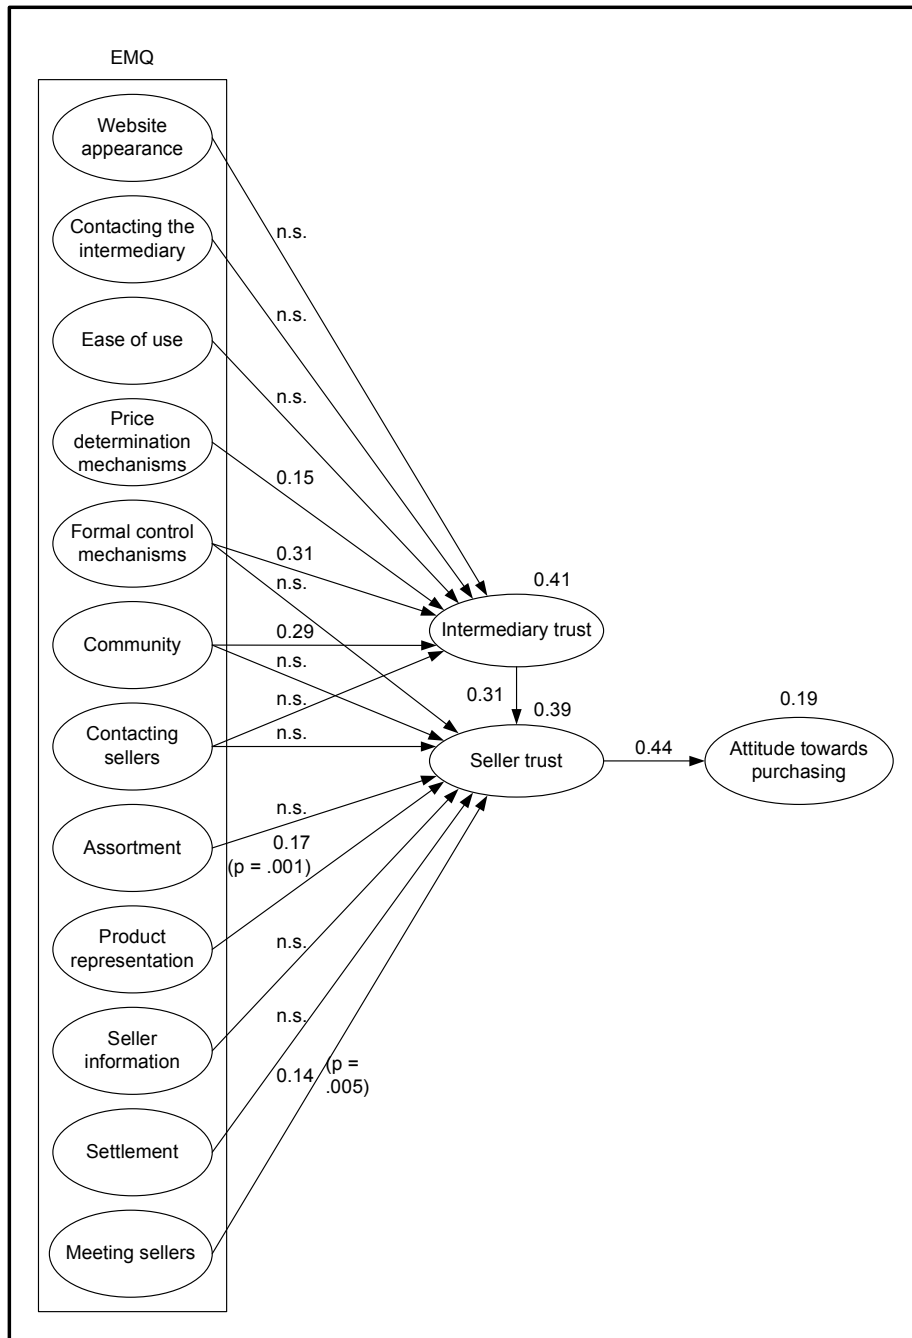 EMQ
Website
appearance
Contacting the
intermediary
Ease of use
Price
determination
mechanisms
Formal control
mechanisms
Community
Contacting
sellers
Assortment
Product
representation
Seller
information
Settlement
Meeting sellers
n.s.
n.s.
n.s.
0.15
0.31
n.s.
0.29
n.s.
n.s.
n.s.
n.s.
0.17
(p = .001)
n.s.
n.s.
0.14
(p =
.005)
0.41
Intermediary trust
0.31
0.39
Seller trust
0.44
0.19
Attitude towards
purchasing